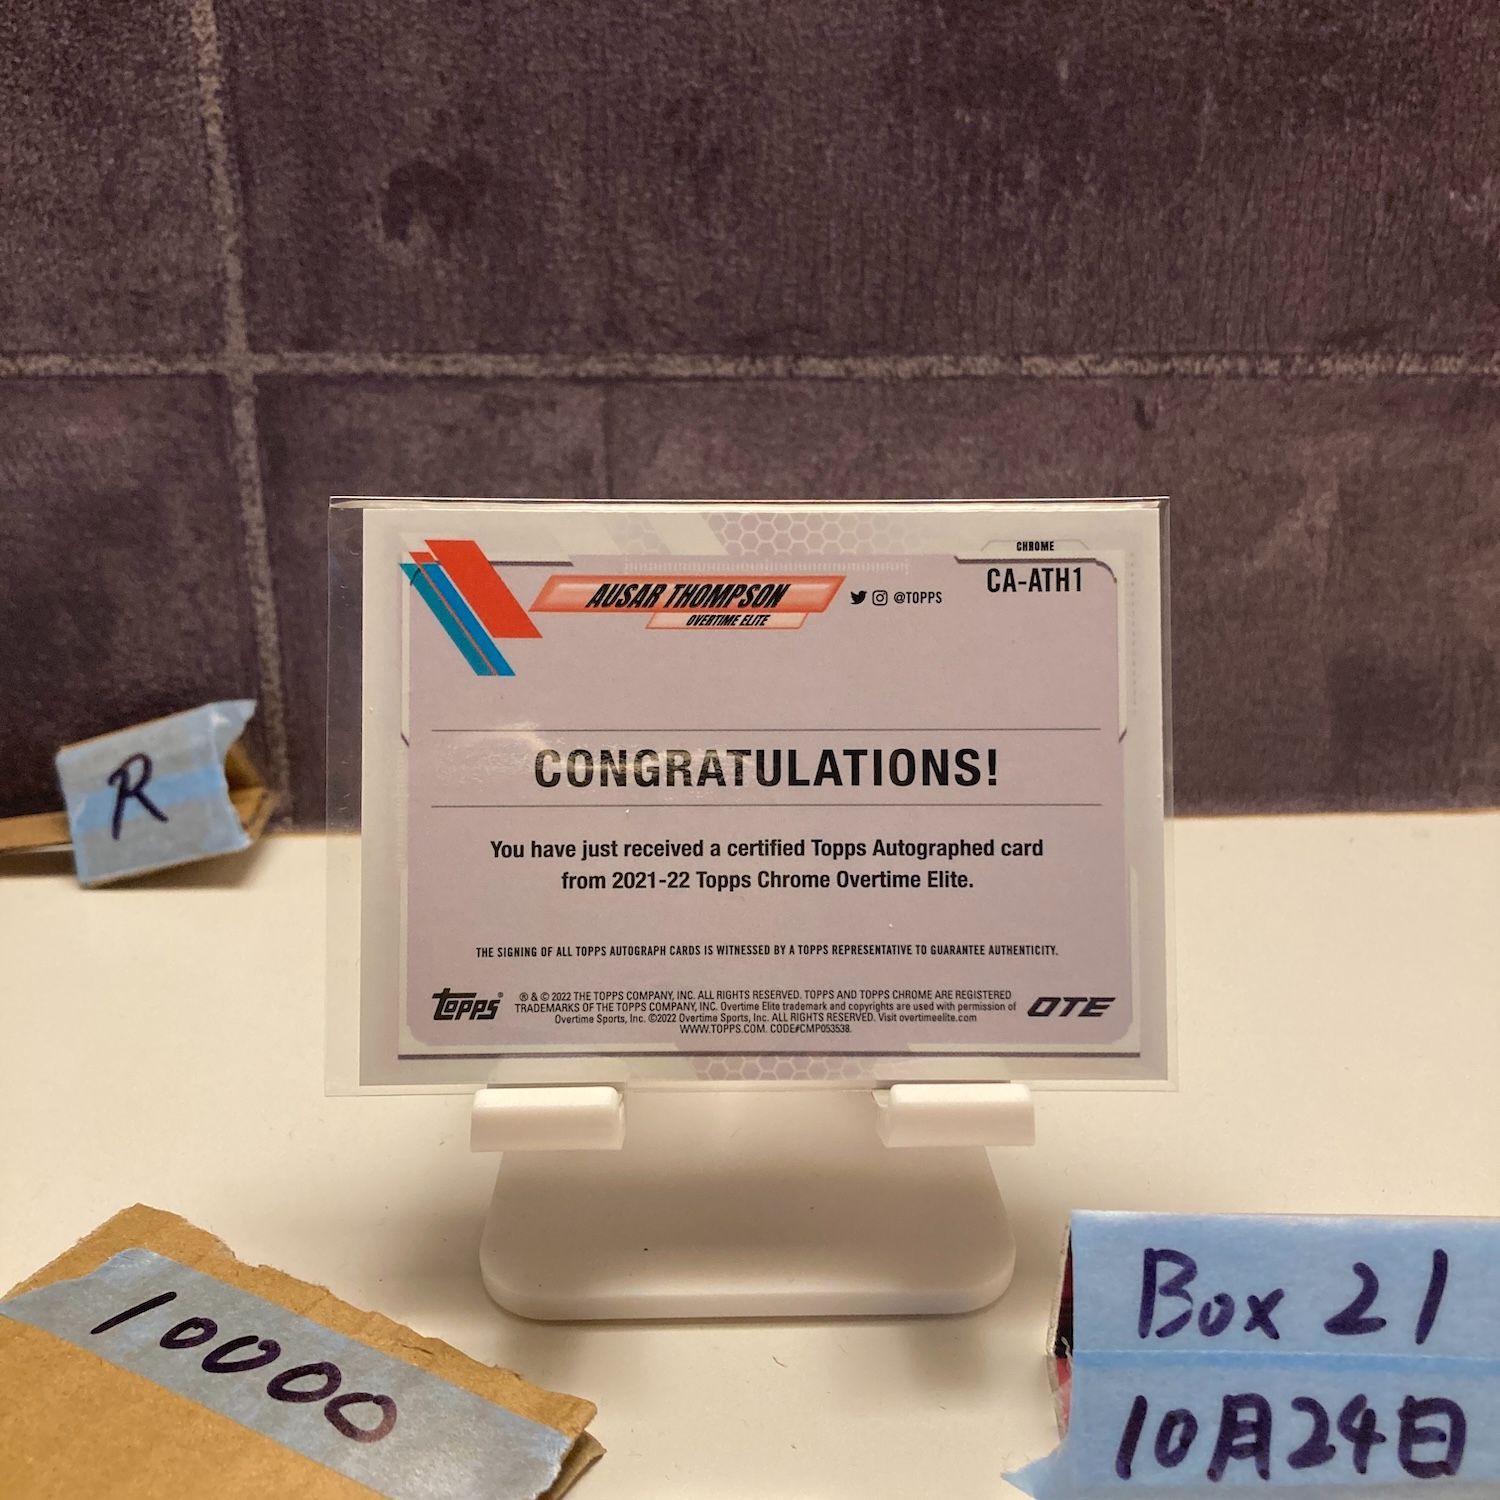 CHROME
CA-ATH1
AUSAR THOMPSON
OVERTIME ELITE
@TOPPS
CONGRATULATIONS!
You have just received a certified Topps Autographed card
from 2021-22 Topps Chrome Overtime Elite.
THE SIGNING OF ALL TOPPS AUTOGRAPH CARDS IS WITNESSED BY A TOPPS REPRESENTATIVE TO GUARANTEE AUTHENTICITY.
topps®
® & © 2022 THE TOPPS COMPANY, INC. ALL RIGHTS RESERVED. TOPPS AND TOPPS CHROME ARE REGISTERED
TRADEMARKS OF THE TOPPS COMPANY, INC. Overtime Elite trademark and copyrights are used with permission of
Overtime Sports, Inc. ©2022 Overtime Sports, Inc. ALL RIGHTS RESERVED. Visit overtimeelite.com
WWW.TOPPS.COM. CODE#CMP053538.
OTE
R
10000
Box 21
10月24日